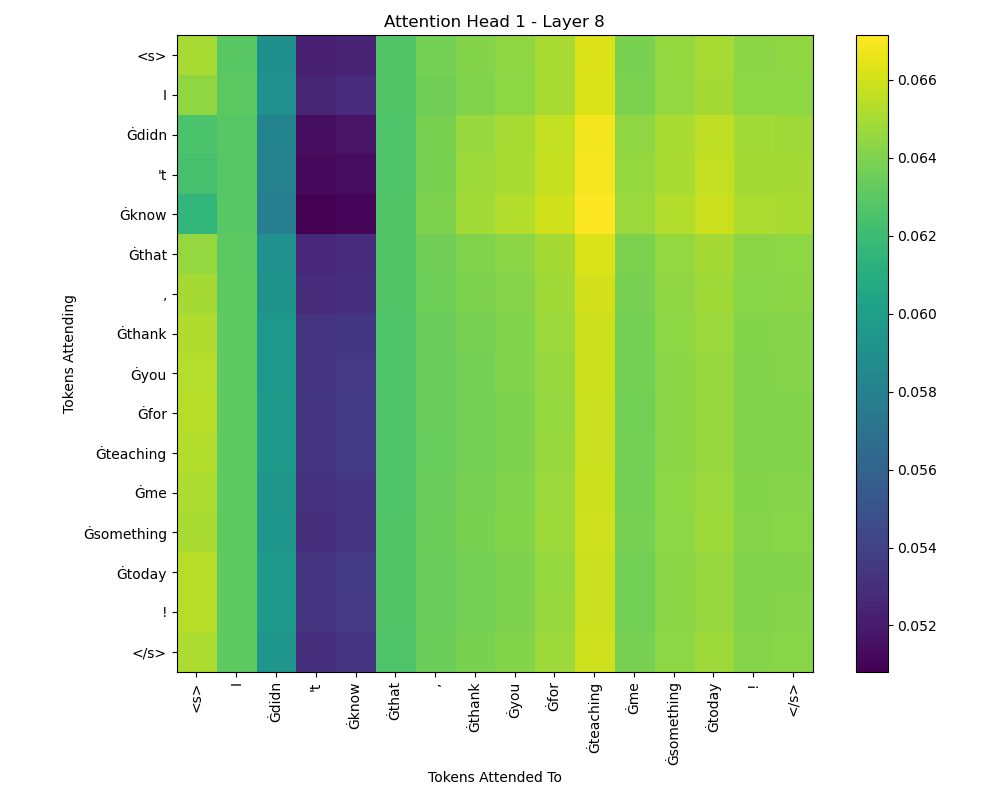 Attention Head 1 - Layer 8
<s>
I
Ġdidn
't
Ġknow
Ġthat
,
Ġthank
Ġyou
Ġfor
Ġteaching
Ġme
Ġsomething
Ġtoday
!
</s>
Tokens Attending
<s>
I
Ġdidn
't
Ġknow
Ġthat
,
Ġthank
Ġyou
Ġfor
Ġteaching
Ġme
Ġsomething
Ġtoday
!
</s>
Tokens Attended To
0.066
0.064
0.062
0.060
0.058
0.056
0.054
0.052